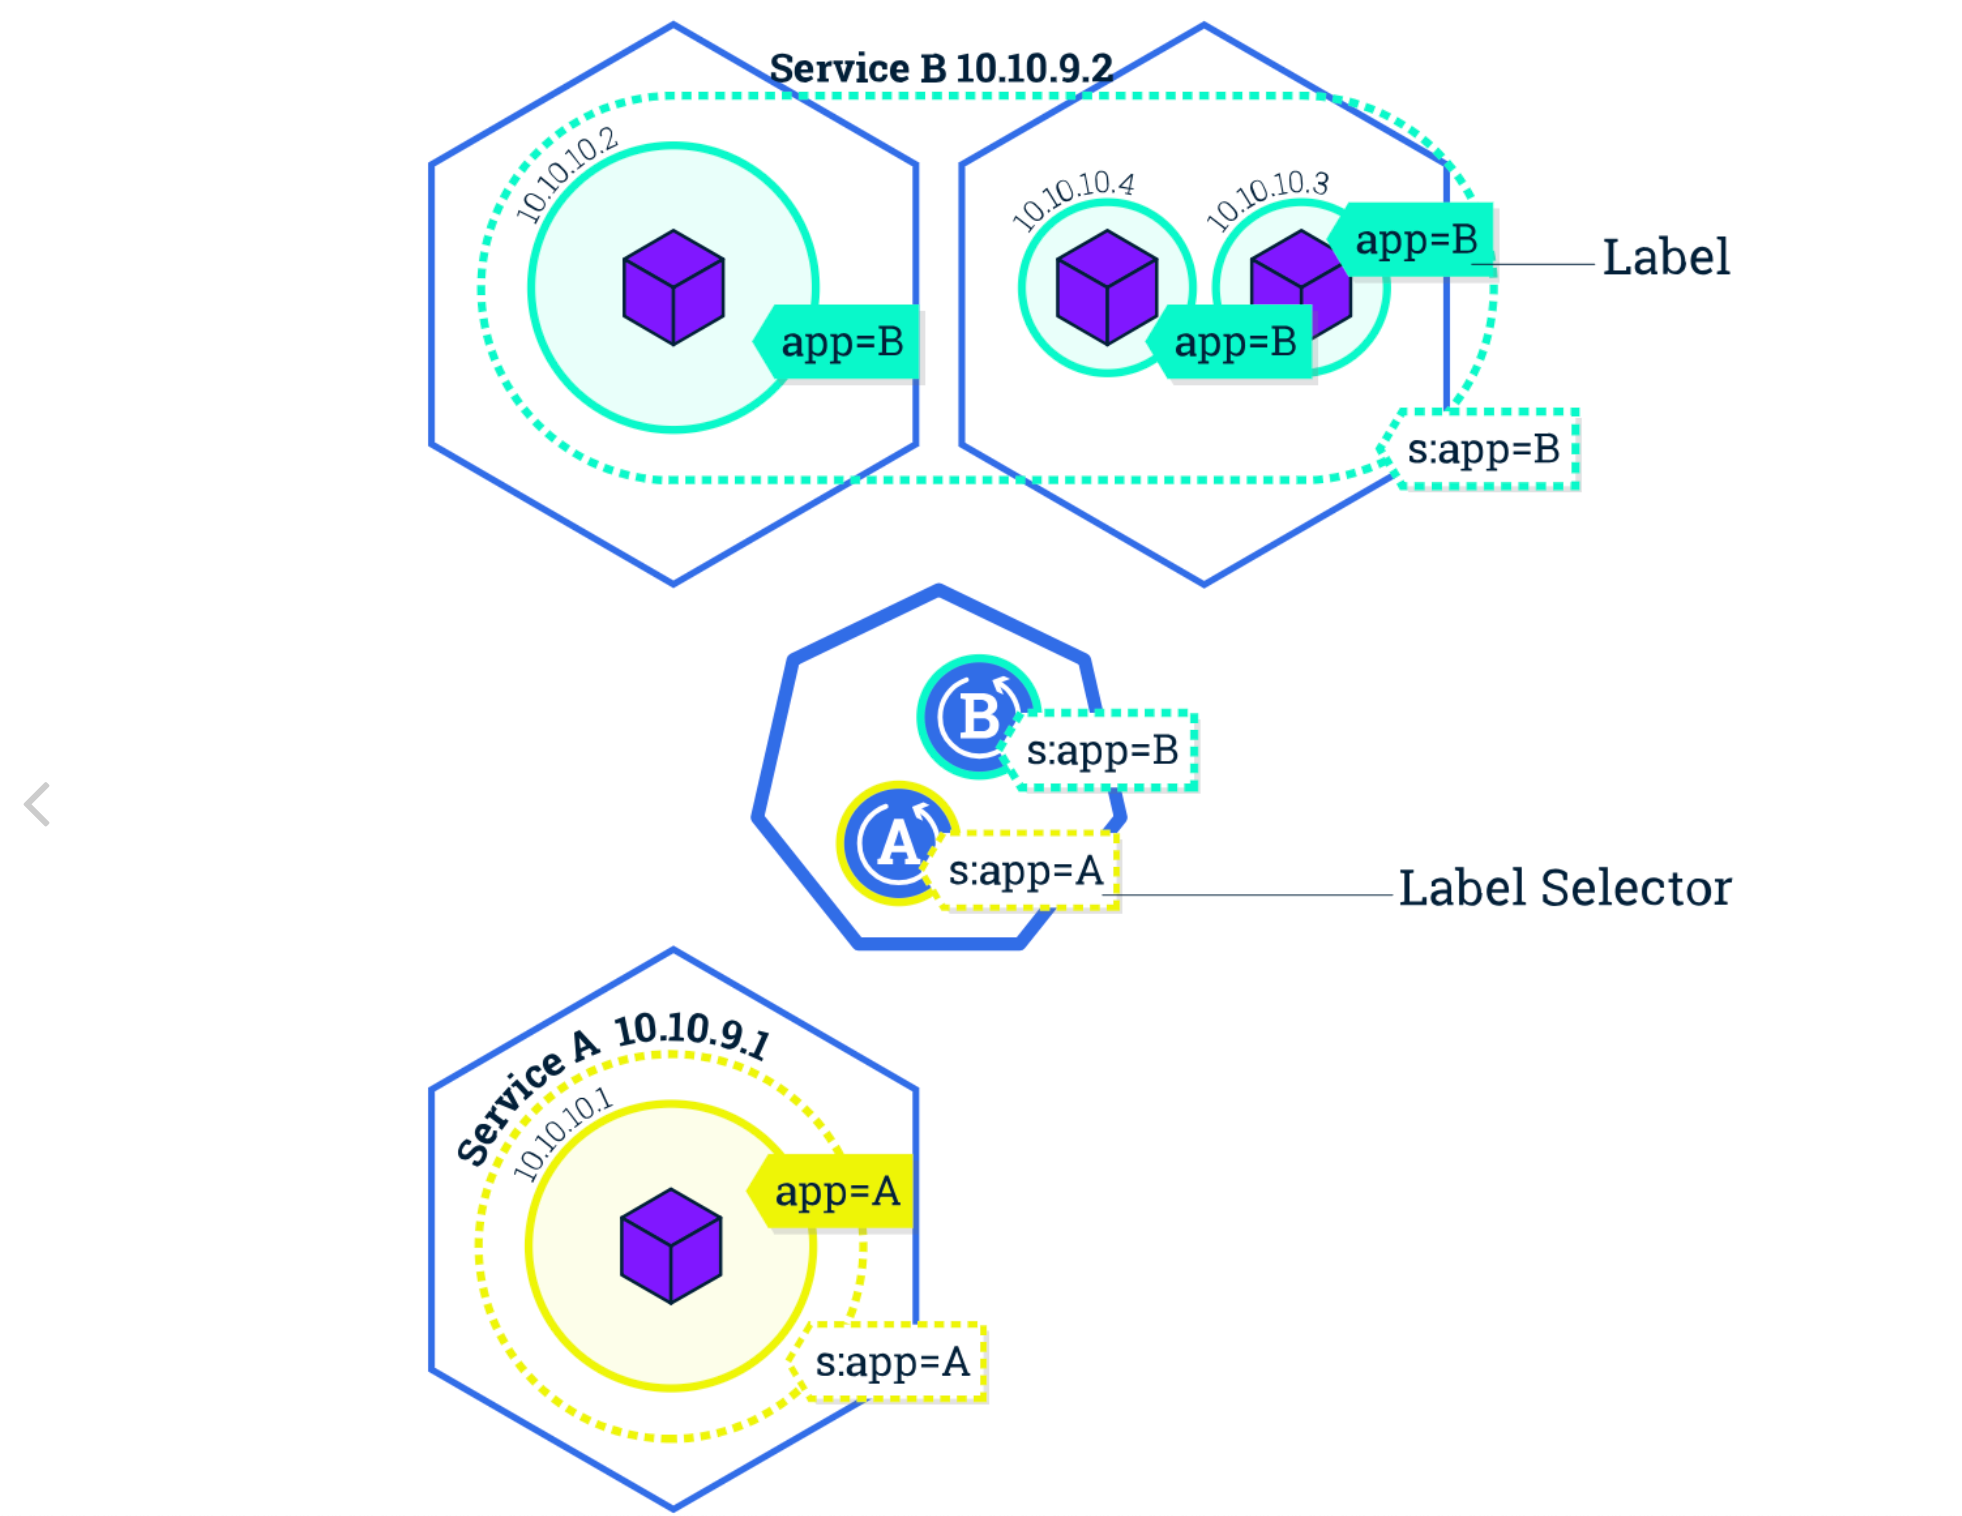 Service B 10.10.9.2
10.10.10.2
10.10.10.4
10.10.10.3
app=B
Label
app=B
app=B
s:app=B
B
s:app=B
A
s:app=A
Label Selector
Service A 10.10.9.1
10.10.10.1
app=A
s:app=A